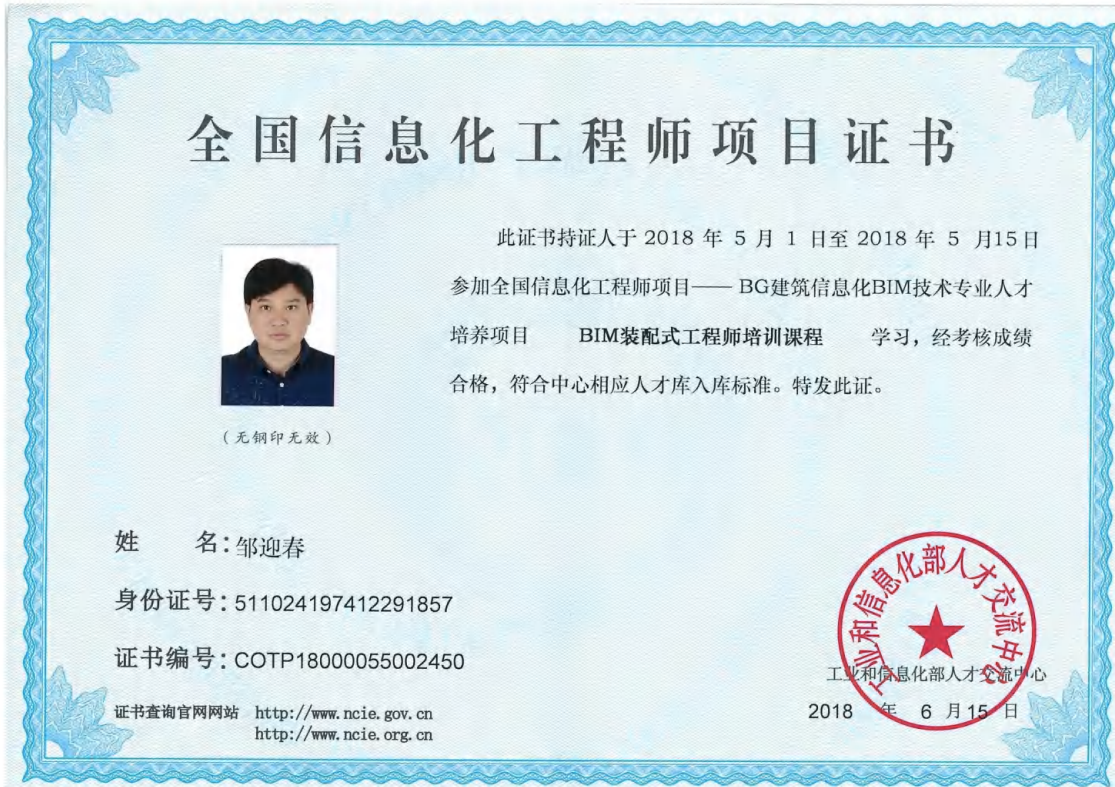 全国信息化工程师项目证书
此证书持证人于 2018 年 5 月 1 日至 2018 年 5 月15日
参加全国信息化工程师项目—— BG建筑信息化BIM技术专业人才
培养项目 BIM装配式工程师培训课程 学习，经考核成绩
合格，符合中心相应人才库入库标准。特发此证。
（无钢印无效）
姓 名：邹迎春
身份证号：511024197412291857
证书编号：COTP18000055002450
证书查询官网网站 http://www.ncie.gov.cn
http://www.ncie.org.cn
工业和信息化部人才交流中心
工业和信息化部人才交流中心
2018 年 6 月 15 日